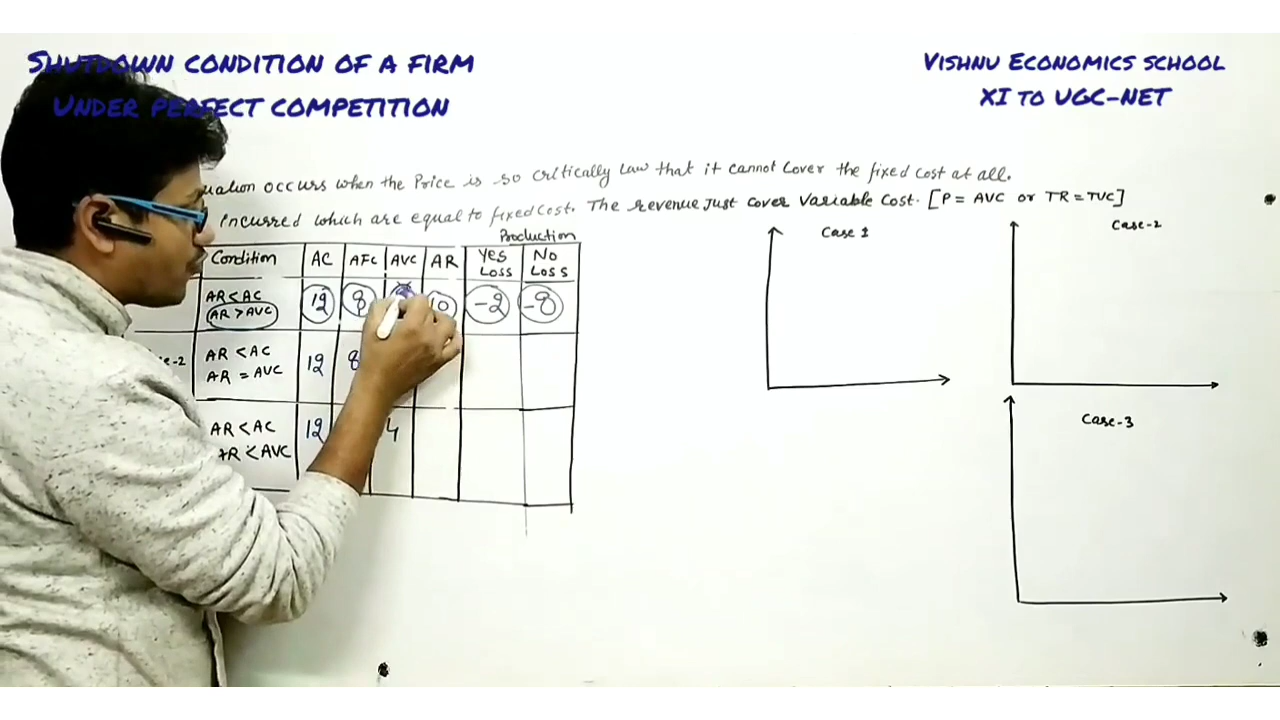 SHUTDOWN CONDITION OF A FIRM
UNDER PERFECT COMPETITION
VISHNU ECONOMICS SCHOOL
XI TO UGC-NET
occurs when the Price is so critically Law that it cannot Cover the fixed Cost at all.
incurred which are equal to fixed Cost. The revenue Just Cover Variable Cost. [P = AVC or TR = TVC]
Production
Condition AC AFC AVC AR Yes Loss No Loss
AR < AC
AR > AVC
12 8 10 -2 -8
-2 AR < AC
AR = AVC
12 8
AR < AC
AR < AVC
12 4
Case 1
Case-2
Case-3